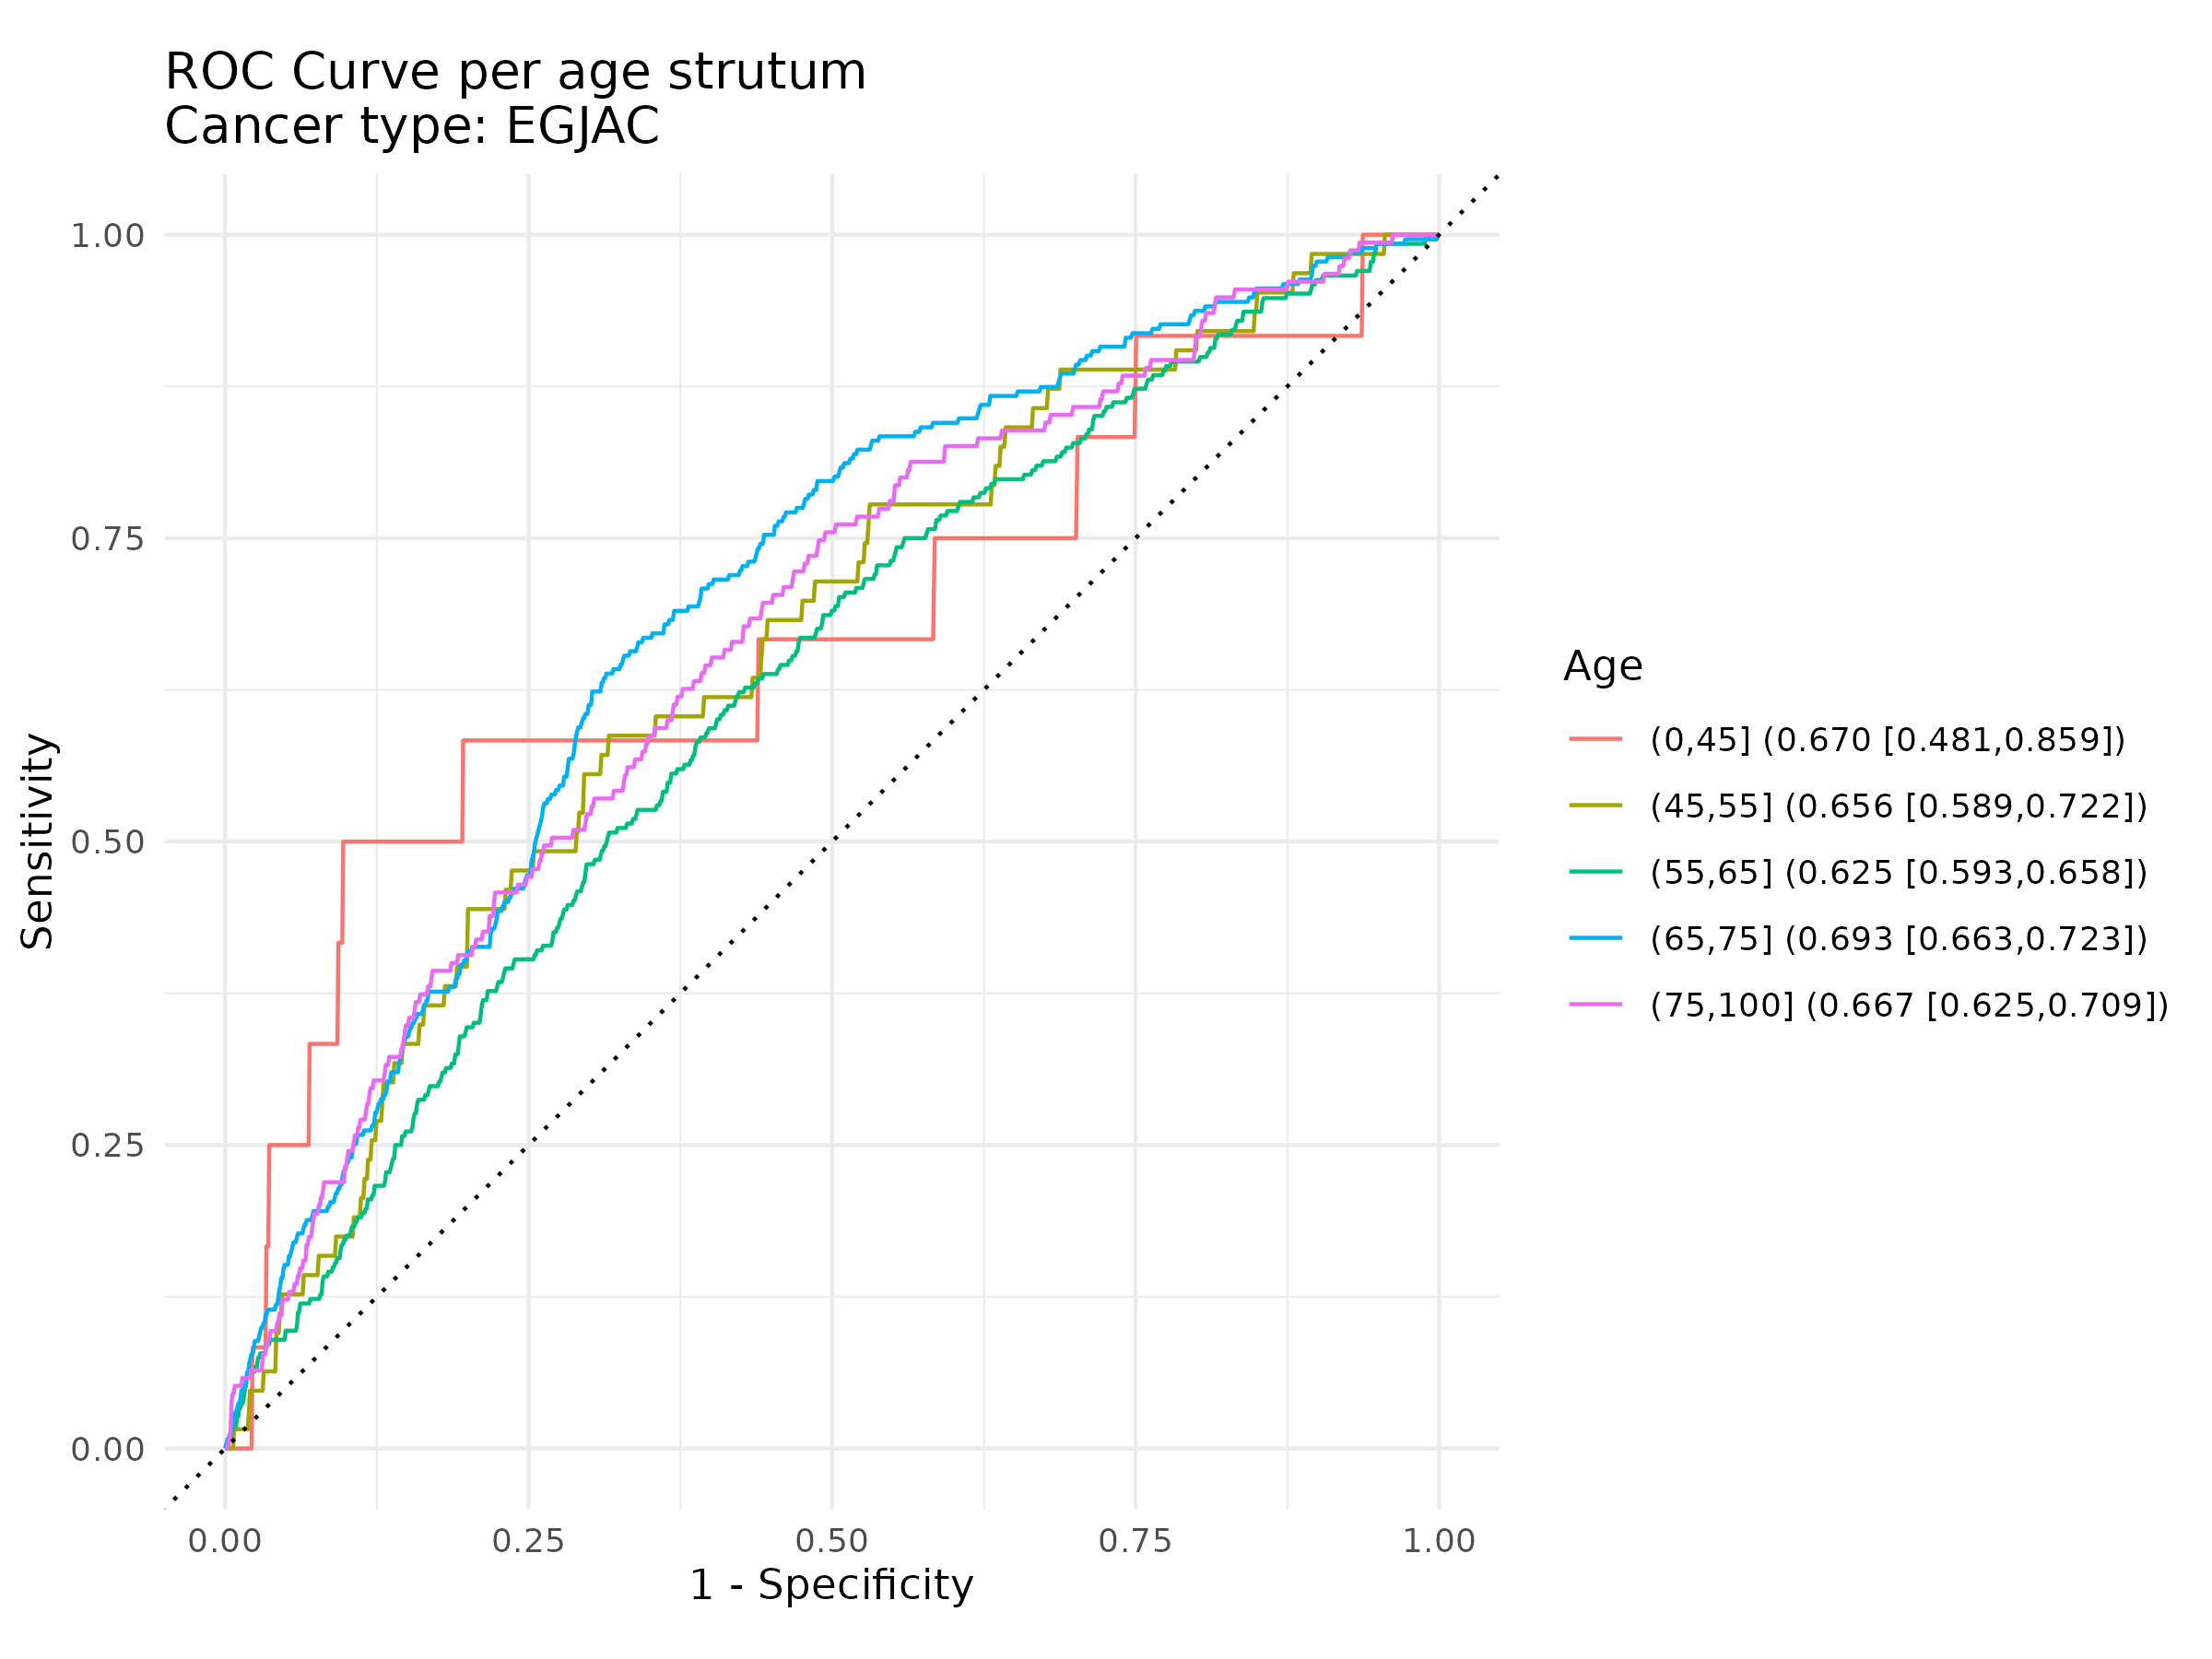 ROC Curve per age strutum
Cancer type: EGJAC
Sensitivity
1.00
0.75
0.50
0.25
0.00
0.00 0.25 0.50 0.75 1.00
1 - Specificity
Age
(0,45] (0.670 [0.481,0.859])
(45,55] (0.656 [0.589,0.722])
(55,65] (0.625 [0.593,0.658])
(65,75] (0.693 [0.663,0.723])
(75,100] (0.667 [0.625,0.709])